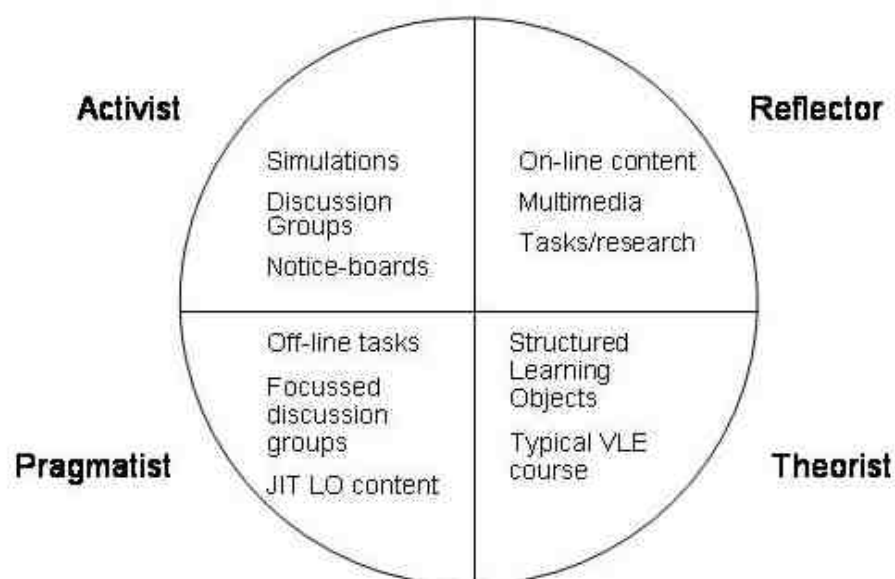 Activist
Simulations
Discussion
Groups
Notice-boards
Reflector
On-line content
Multimedia
Tasks/research
Pragmatist
Off-line tasks
Focussed
discussion
groups
JIT LO content
Theorist
Structured
Learning
Objects
Typical VLE
course